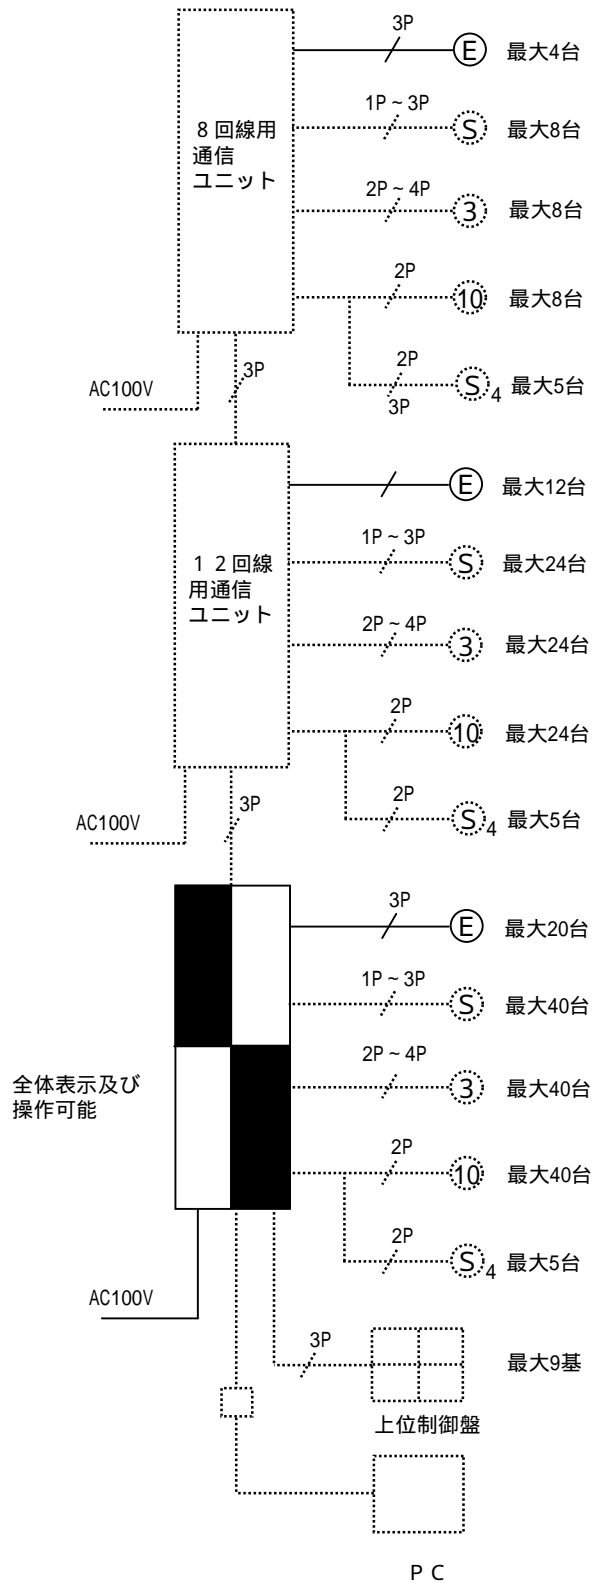 3P
E 最大4台
1P ~ 3P
S 最大8台
8回線用
通信
ユニット
2P ~ 4P
3 最大8台
2P
10 最大8台
3P
AC100V
2P
S 4 最大5台
3P
E 最大12台
1P ~ 3P
S 最大24台
12回線
用通信
ユニット
2P ~ 4P
3 最大24台
2P
10 最大24台
3P
AC100V
2P
S 4 最大5台
3P
E 最大20台
1P ~ 3P
S 最大40台
2P ~ 4P
3 最大40台
全体表示及び
操作可能
2P
10 最大40台
2P
S 4 最大5台
AC100V
3P
最大9基
上位制御盤
PC